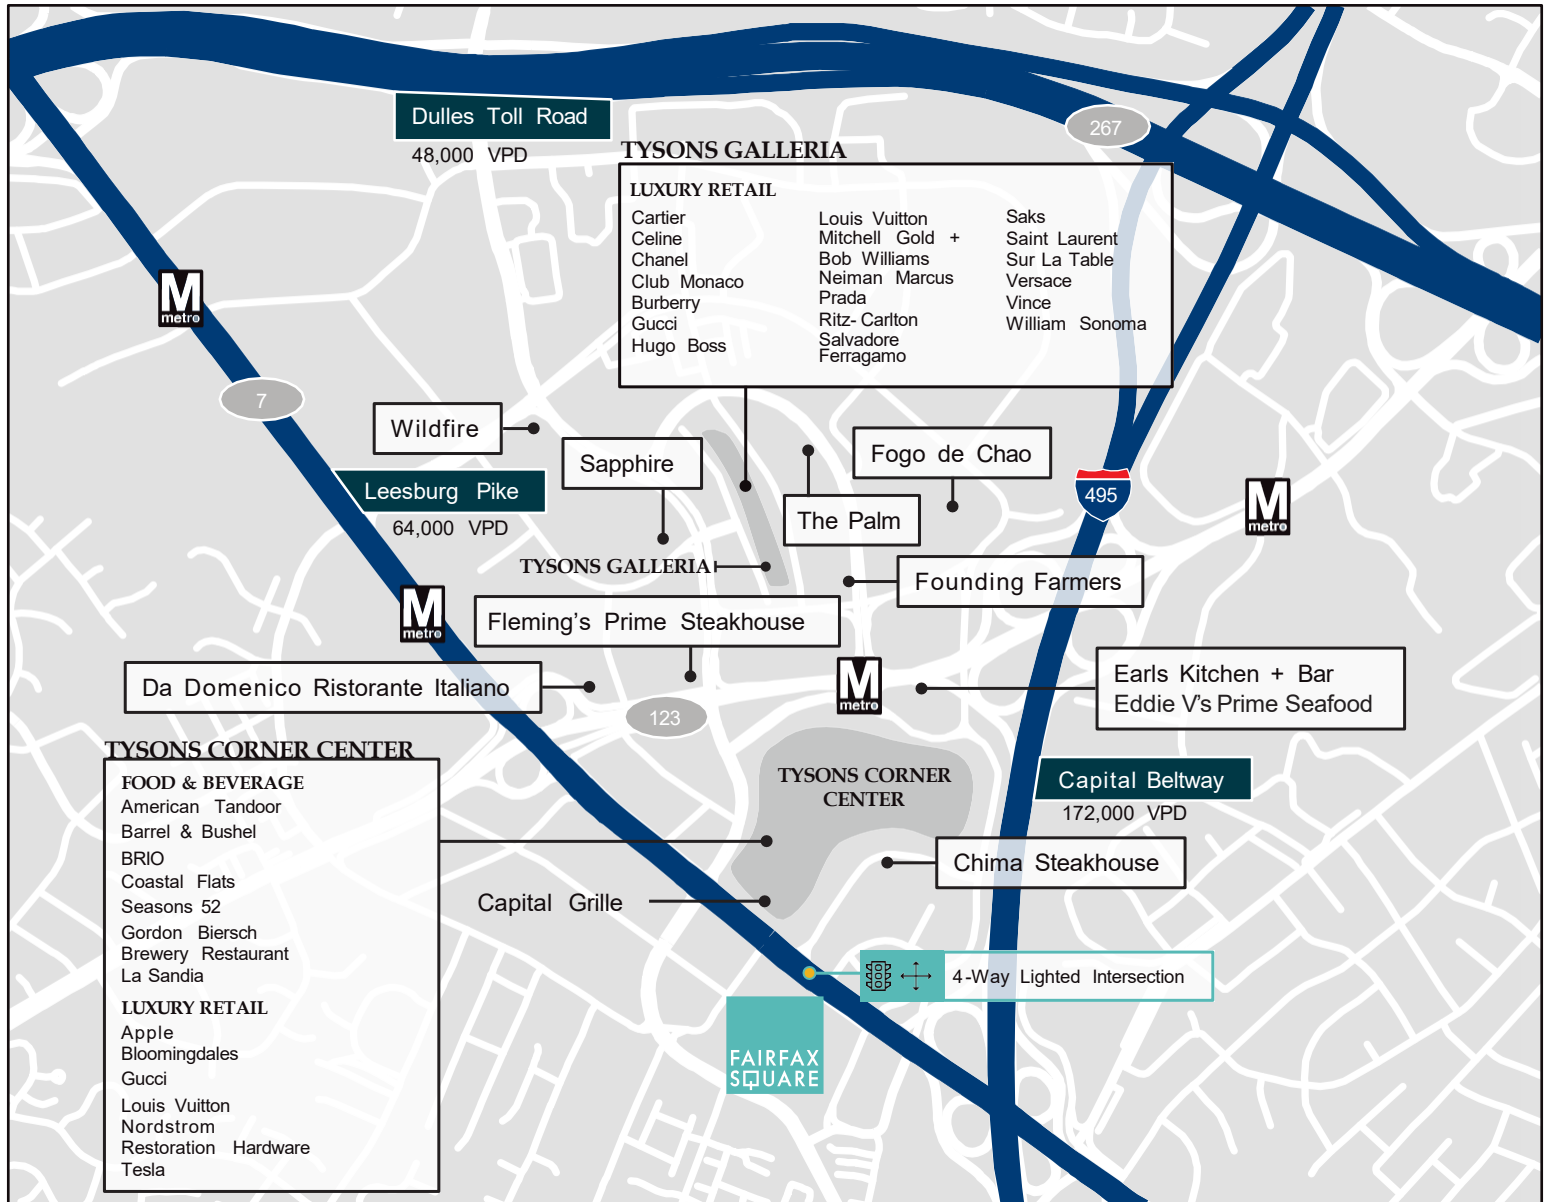 Dulles Toll Road
48,000 VPD
267
TYSONS GALLERIA
LUXURY RETAIL
Cartier
Celine
Chanel
Club Monaco
Burberry
Gucci
Hugo Boss
Louis Vuitton
Mitchell Gold +
Bob Williams
Neiman Marcus
Prada
Ritz-Carlton
Salvadore
Ferragamo
Saks
Saint Laurent
Sur La Table
Versace
Vince
William Sonoma
M
metro
7
Wildfire
Sapphire
Fogo de Chao
Leesburg Pike
64,000 VPD
The Palm
495
M
metro
TYSONS GALLERIA
Founding Farmers
M
metro
Fleming's Prime Steakhouse
Da Domenico Ristorante Italiano
123
M
metro
Earls Kitchen + Bar
Eddie V's Prime Seafood
TYSONS CORNER CENTER
FOOD & BEVERAGE
American Tandoor
Barrel & Bushel
BRIO
Coastal Flats
Seasons 52
Gordon Biersch
Brewery Restaurant
La Sandia
LUXURY RETAIL
Apple
Bloomingdales
Gucci
Louis Vuitton
Nordstrom
Restoration Hardware
Tesla
TYSONS CORNER
CENTER
Capital Beltway
172,000 VPD
Chima Steakhouse
Capital Grille
4-Way Lighted Intersection
FAIRFAX
SQUARE